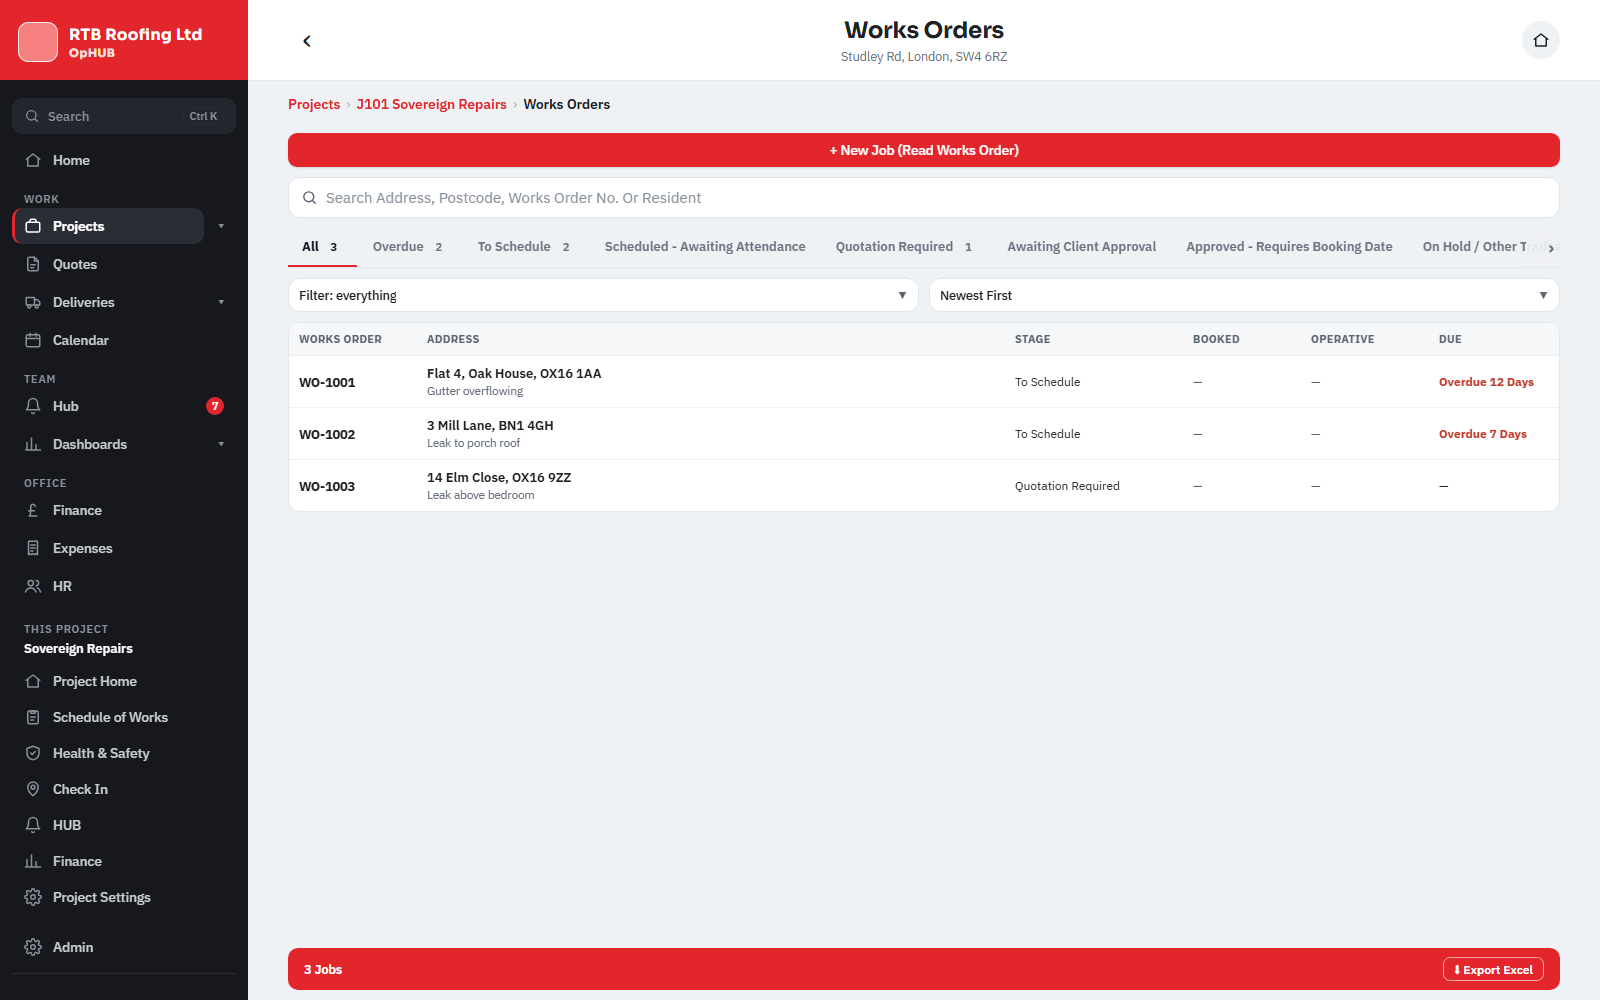 RTB Roofing Ltd
OpHUB
Search Ctrl K
Home
WORK
Projects
Quotes
Deliveries
Calendar
TEAM
Hub 7
Dashboards
OFFICE
Finance
Expenses
HR
THIS PROJECT
Sovereign Repairs
Project Home
Schedule of Works
Health & Safety
Check In
HUB
Finance
Project Settings
Admin
Works Orders
Studley Rd, London, SW4 6RZ
Projects › J101 Sovereign Repairs › Works Orders
+ New Job (Read Works Order)
Search Address, Postcode, Works Order No. Or Resident
All 3 Overdue 2 To Schedule 2 Scheduled - Awaiting Attendance Quotation Required 1 Awaiting Client Approval Approved - Requires Booking Date On Hold / Other Trades
Filter: everything Newest First
WORKS ORDER ADDRESS STAGE BOOKED OPERATIVE DUE
WO-1001 Flat 4, Oak House, OX16 1AA To Schedule — — Overdue 12 Days
Gutter overflowing
WO-1002 3 Mill Lane, BN1 4GH To Schedule — — Overdue 7 Days
Leak to porch roof
WO-1003 14 Elm Close, OX16 9ZZ Quotation Required — — —
Leak above bedroom
3 Jobs ⬇ Export Excel